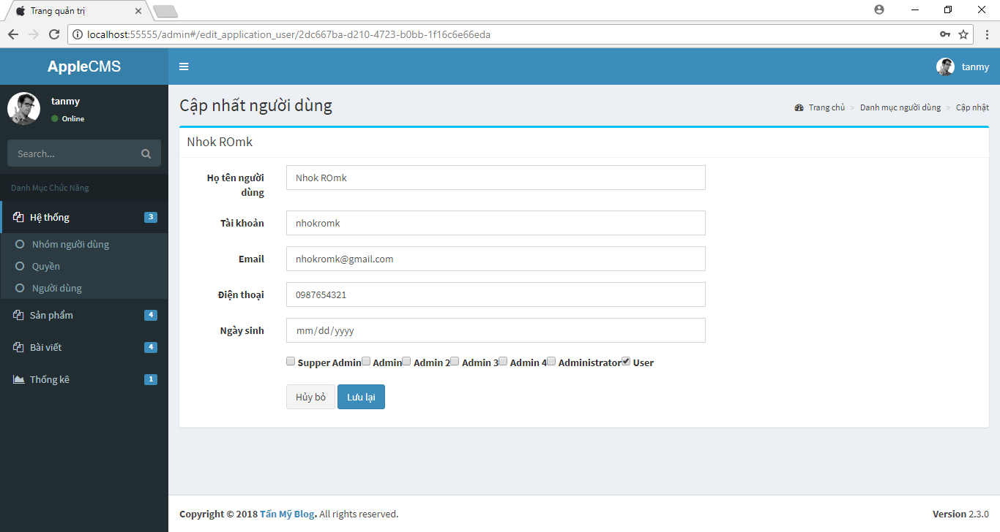 Trang quản trị
localhost:55555/admin#/edit_application_user/2dc667ba-d210-4723-b0bb-1f16c6e66eda
AppleCMS
tanmy
tanmy
Online
Search...
Danh Mục Chức Năng
Hệ thống 3
Nhóm người dùng
Quyền
Người dùng
Sản phẩm 4
Bài viết 4
Thống kê 1
Cập nhất người dùng
Trang chủ > Danh mục người dùng > Cập nhật
Nhok ROmk
Họ tên người
dùng
Nhok ROmk
Tài khoản nhokromk
Email nhokromk@gmail.com
Điện thoại 0987654321
Ngày sinh mm/dd/yyyy
Supper Admin Admin Admin 2 Admin 3 Admin 4 Administrator User
Hủy bỏ Lưu lại
Copyright © 2018 Tấn Mỹ Blog. All rights reserved.
Version 2.3.0